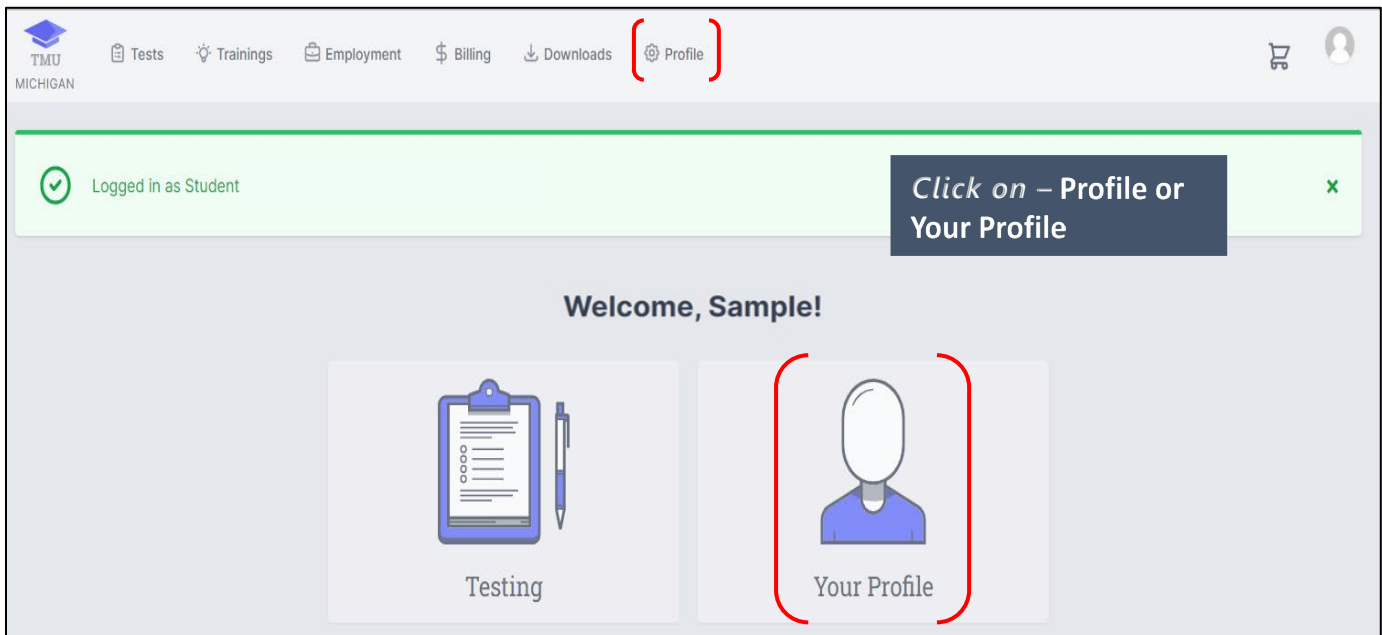 TMU
MICHIGAN
Tests Trainings Employment $ Billing Downloads Profile
Logged in as Student
Click on – Profile or
Your Profile
x
Welcome, Sample!
Testing
Your Profile